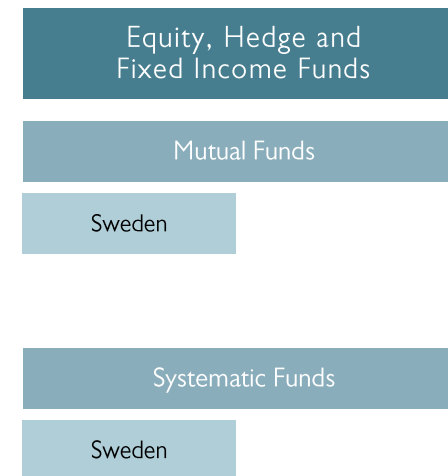 Equity, Hedge and
Fixed Income Funds
Mutual Funds
Sweden
Systematic Funds
Sweden